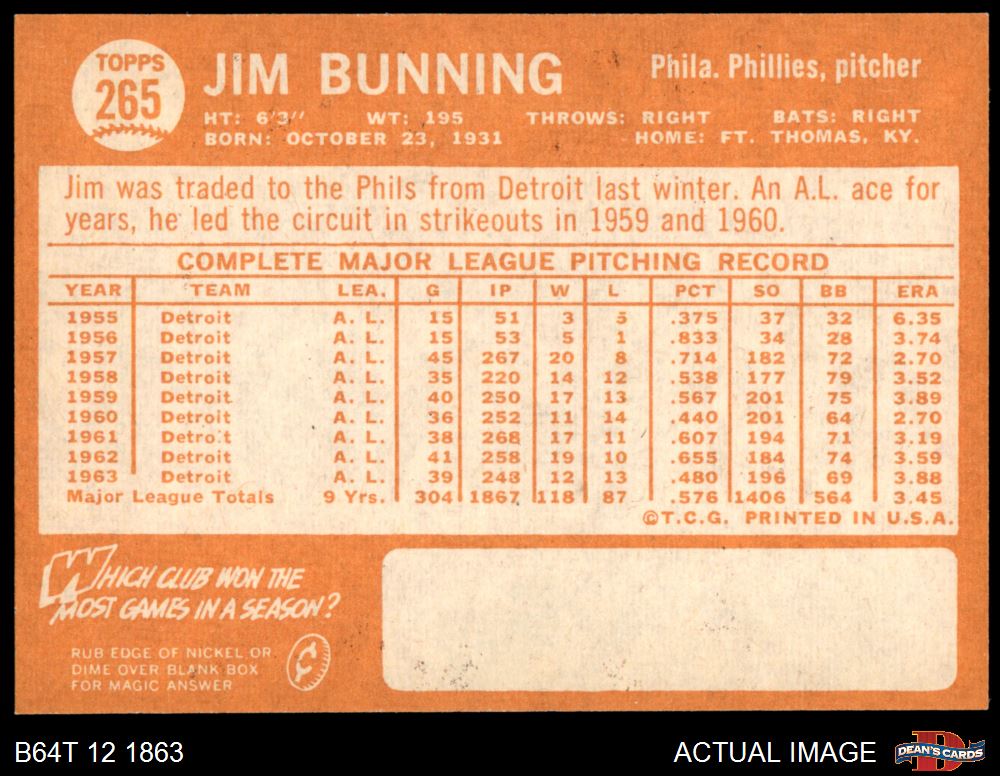 TOPPS
265
JIM BUNNING
Phila. Phillies, pitcher
HT: 6'3" WT: 195 THROWS: RIGHT BATS: RIGHT
BORN: OCTOBER 23, 1931 HOME: FT. THOMAS, KY.
Jim was traded to the Phils from Detroit last winter. An A.L. ace for
years, he led the circuit in strikeouts in 1959 and 1960.
COMPLETE MAJOR LEAGUE PITCHING RECORD
YEAR TEAM LEA. G IP W L PCT SO BB ERA
1955 Detroit A. L. 15 51 3 5 .375 37 32 6.35
1956 Detroit A. L. 15 53 5 1 .833 34 28 3.74
1957 Detroit A. L. 45 267 20 8 .714 182 72 2.70
1958 Detroit A. L. 35 220 14 12 .538 177 79 3.52
1959 Detroit A. L. 40 250 17 13 .567 201 75 3.89
1960 Detroit A. L. 36 252 11 14 .440 201 64 2.70
1961 Detroit A. L. 38 268 17 11 .607 194 71 3.19
1962 Detroit A. L. 41 258 19 10 .655 184 74 3.59
1963 Detroit A. L. 39 248 12 13 .480 196 69 3.88
Major League Totals 9 Yrs. 304 1867 118 87 .576 1406 564 3.45
©T.C.G. PRINTED IN U.S.A.
WHICH CLUB WON THE
MOST GAMES IN A SEASON?
RUB EDGE OF NICKEL OR
DIME OVER BLANK BOX
FOR MAGIC ANSWER
¢
B64T 12 1863
ACTUAL IMAGE
D
DEAN'S CARDS